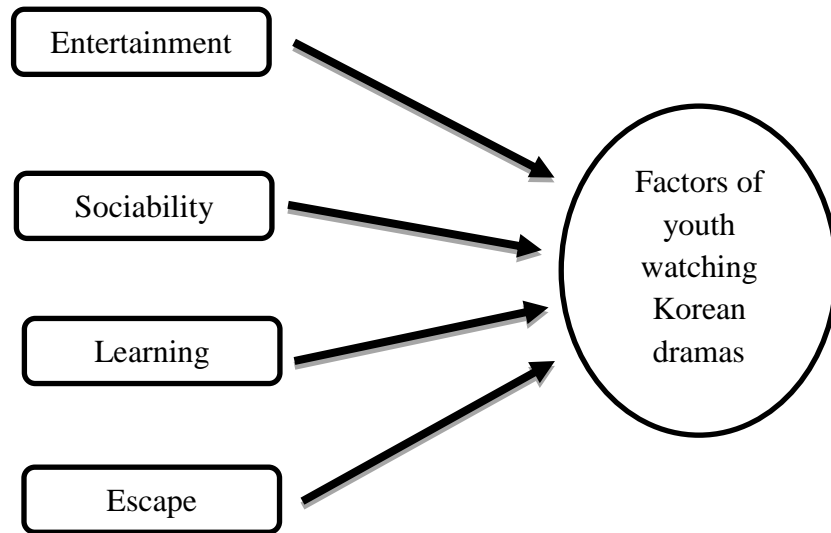 Entertainment
Sociability
Learning
Escape
Factors of
youth
watching
Korean
dramas